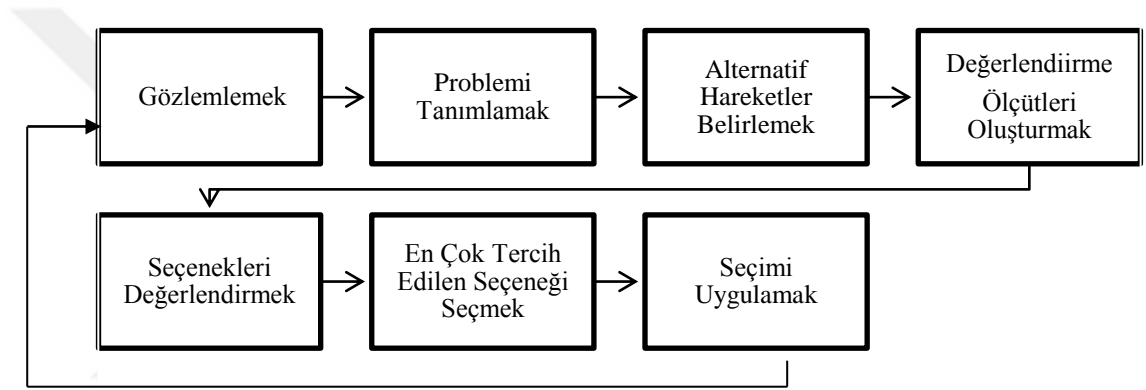 Gözlemlemek
Problemi
Tanımlamak
Alternatif
Hareketler
Belirlemek
Değerlendiirme
Ölçütleri
Oluşturmak
Seçenekleri
Değerlendirmek
En Çok Tercih
Edilen Seçeneği
Seçmek
Seçimi
Uygulamak